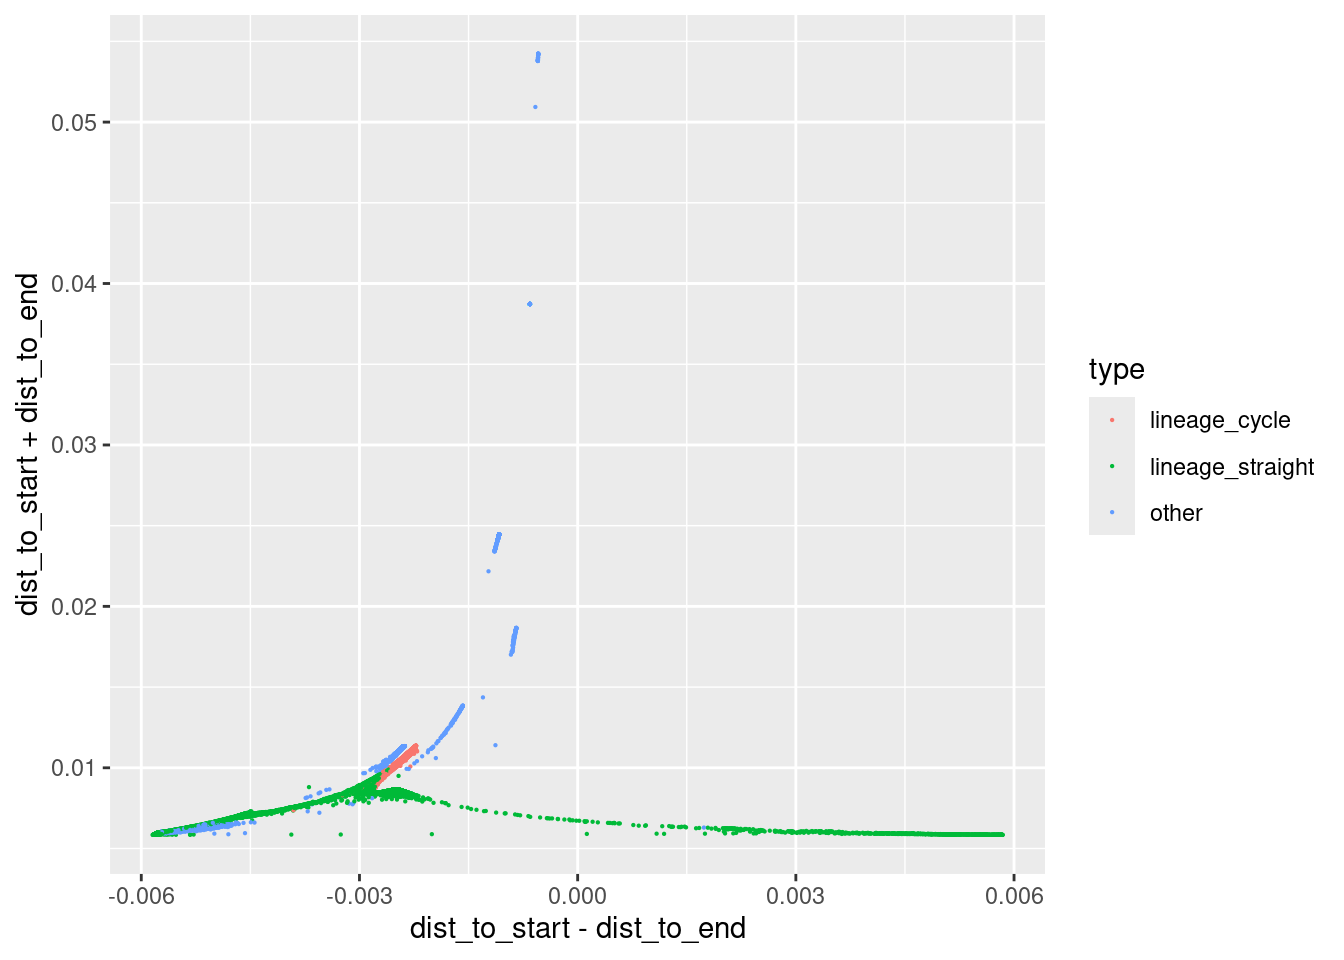 dist_to_start + dist_to_end
0.05
0.04
0.03
0.02
0.01
-0.006 -0.003 0.000 0.003 0.006
dist_to_start - dist_to_end
type
lineage_cycle
lineage_straight
other